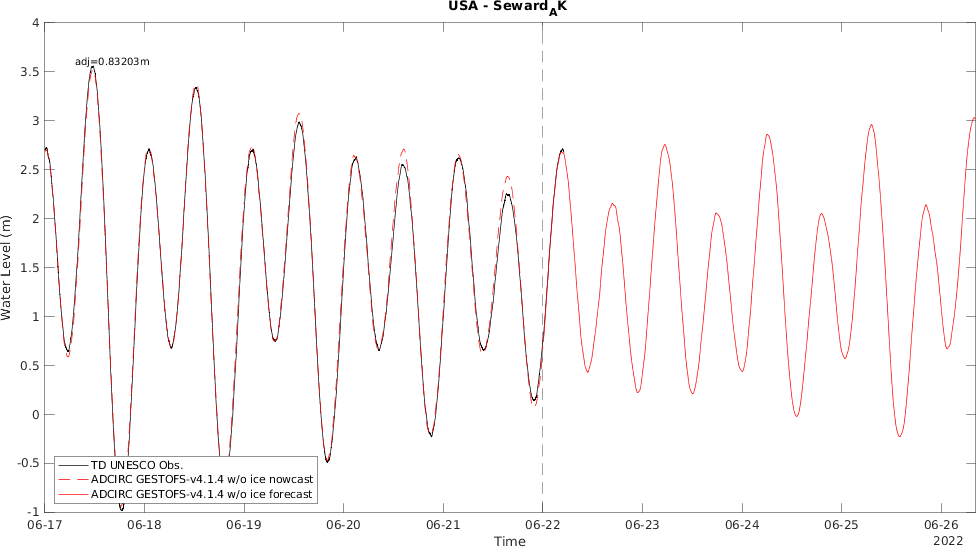 USA - Seward_AK
adj=0.83203m
4
3.5
3
2.5
2
1.5
1
0.5
0
-0.5
-1
Water Level (m)
TD UNESCO Obs.
ADCIRC GESTOFS-v4.1.4 w/o ice nowcast
ADCIRC GESTOFS-v4.1.4 w/o ice forecast
06-17 06-18 06-19 06-20 06-21 06-22 06-23 06-24 06-25 06-26
Time
2022